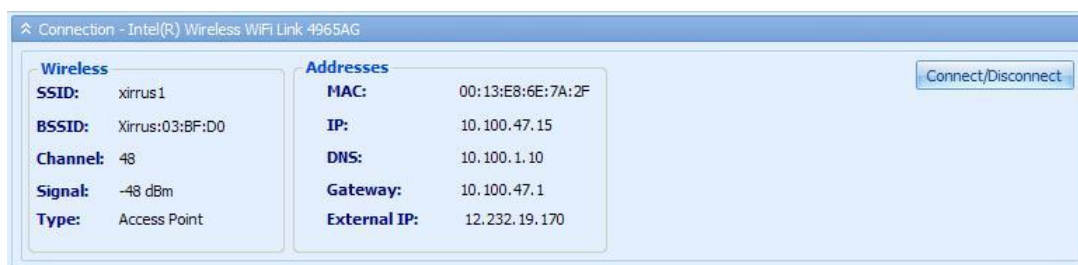 Connection - Intel(R) Wireless WiFi Link 4965AG
Wireless
SSID: xirrus1
BSSID: Xirrus:03:BF:D0
Channel: 48
Signal: -48 dBm
Type: Access Point
Addresses
MAC: 00:13:E8:6E:7A:2F
IP: 10.100.47.15
DNS: 10.100.1.10
Gateway: 10.100.47.1
External IP: 12.232.19.170
Connect/Disconnect